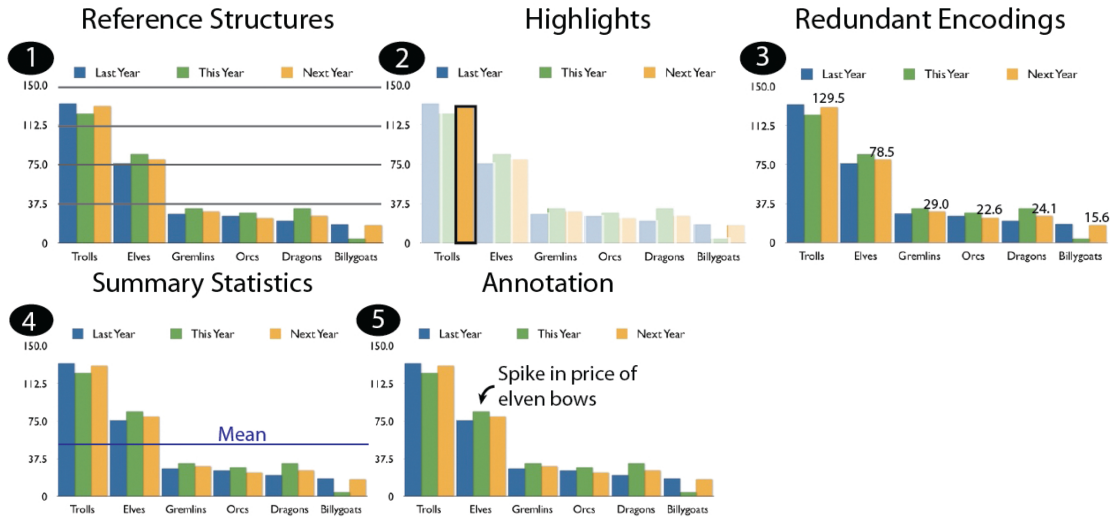 Reference Structures
1
Last Year This Year Next Year
150.0
112.5
75.0
37.5
0
Trolls Elves Gremlins Orcs Dragons Billygoats
Highlights
2
Last Year This Year Next Year
150.0
112.5
75.0
37.5
0
Trolls Elves Gremlins Orcs Dragons Billygoats
Redundant Encodings
3
Last Year This Year Next Year
150.0
129.5
112.5
78.5
75.0
37.5
29.0 22.6 24.1 15.6
0
Trolls Elves Gremlins Orcs Dragons Billygoats
Summary Statistics
4
Last Year This Year Next Year
150.0
112.5
75.0
Mean
37.5
0
Trolls Elves Gremlins Orcs Dragons Billygoats
Annotation
5
Last Year This Year Next Year
150.0
112.5
Spike in price of
elven bows
75.0
37.5
0
Trolls Elves Gremlins Orcs Dragons Billygoats